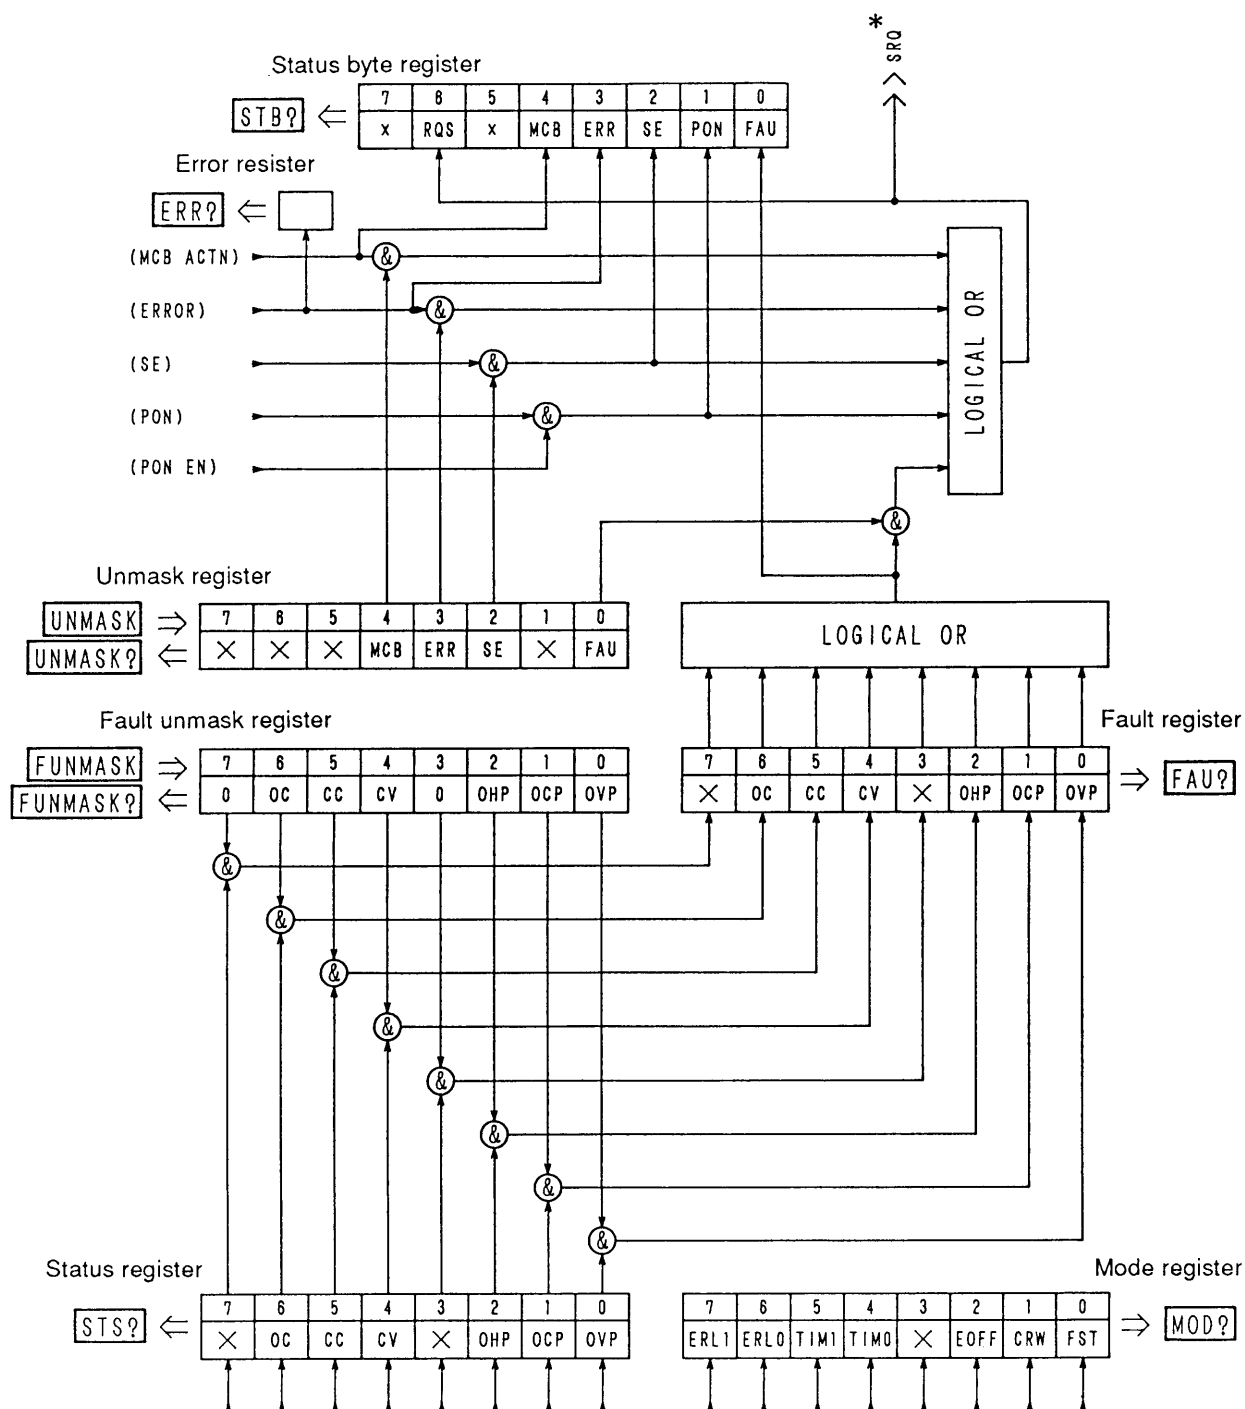 * SRQ
Status byte register
7 6 5 4 3 2 1 0
STB? x RQS x MCB ERR SE PON FAU
Error resister
ERR?
(MCB ACTN) &
(ERROR) &
(SE) &
(PON) &
(PON EN)
LOGICAL OR
&
Unmask register
UNMASK 7 6 5 4 3 2 1 0
UNMASK? X X X MCB ERR SE X FAU
LOGICAL OR
Fault unmask register
FUNMASK 7 6 5 4 3 2 1 0
FUNMASK? 0 OC CC CV 0 OHP OCP OVP
Fault register
7 6 5 4 3 2 1 0
X OC CC CV X OHP OCP OVP FAU?
&
&
&
&
&
&
&
&
Status register
7 6 5 4 3 2 1 0
STS? X OC CC CV X OHP OCP OVP
Mode register
7 6 5 4 3 2 1 0
ERL1 ERL0 TIM1 TIM0 X EOFF CRW FST MOD?